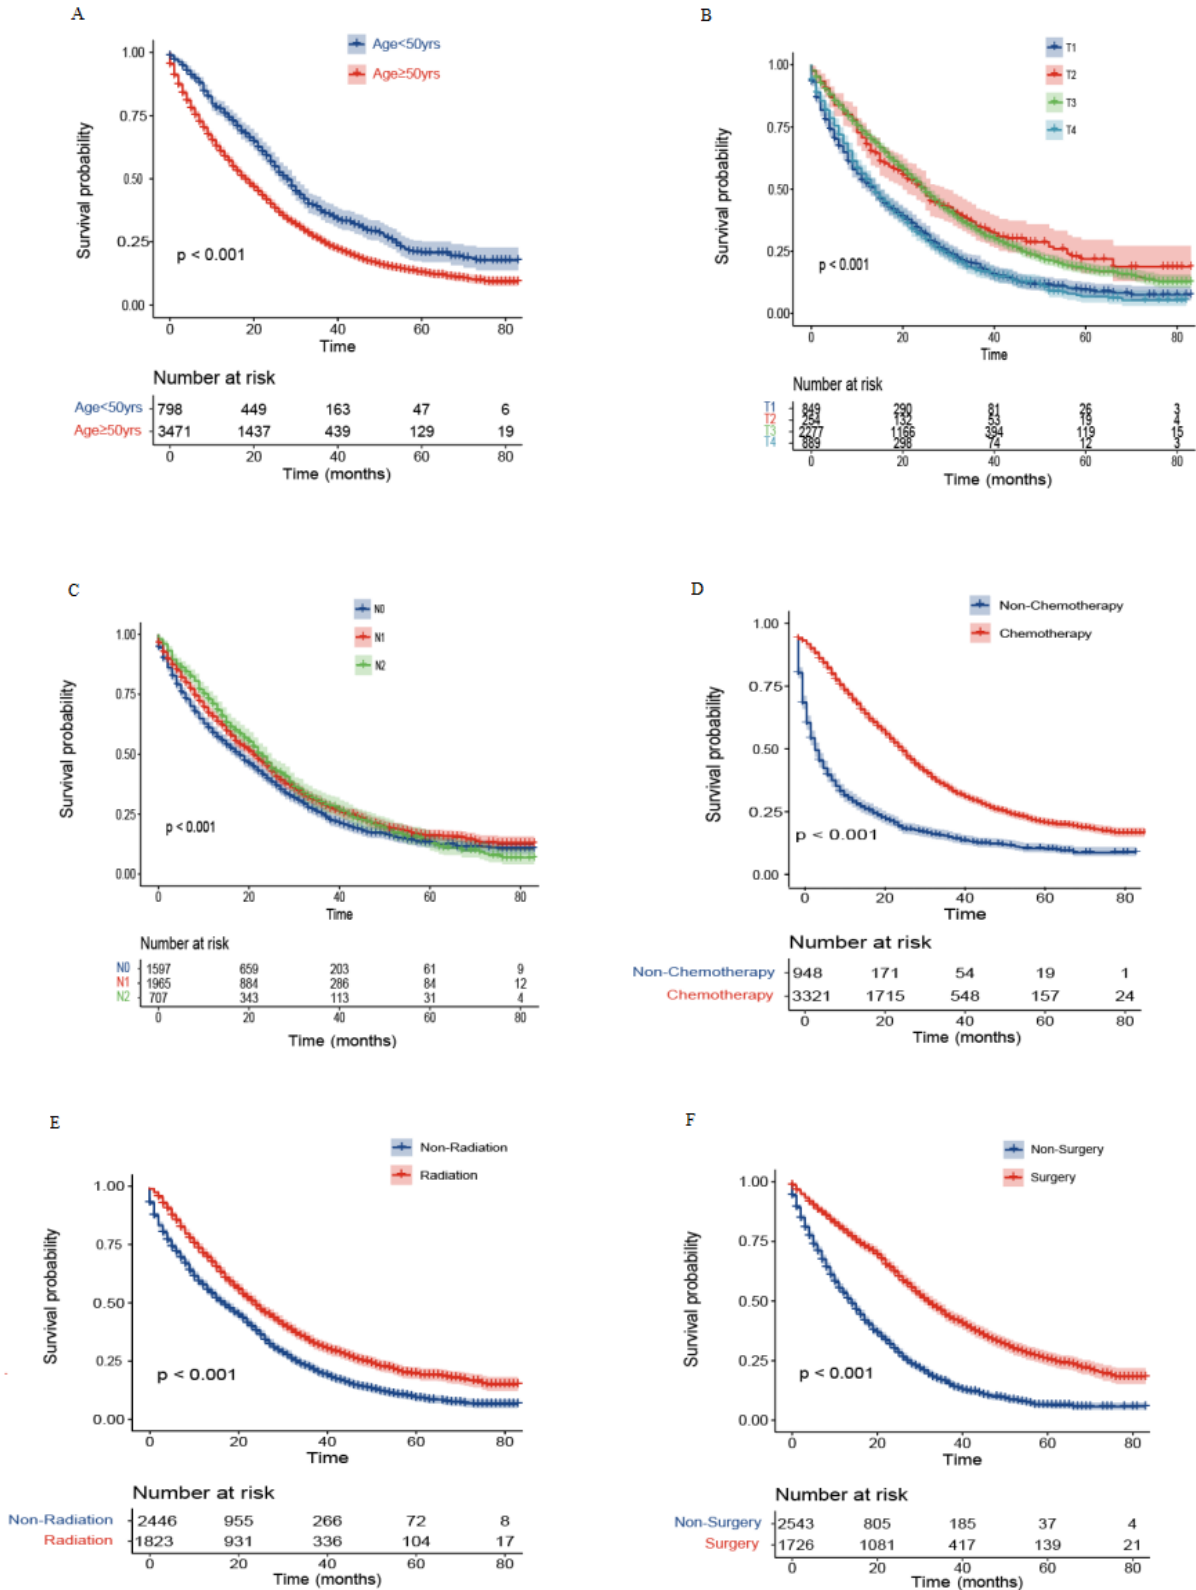 A
Age<50yrs
Age≥50yrs
1.00
0.75
0.50
0.25
0.00
Survival probability
p < 0.001
0 20 40 60 80
Time
Number at risk
Age<50yrs 798 449 163 47 6
Age≥50yrs 3471 1437 439 129 19
0 20 40 60 80
Time (months)
B
T1
T2
T3
T4
1.00
0.75
0.50
0.25
0.00
Survival probability
p < 0.001
0 20 40 60 80
Time
Number at risk
T1 849 290 81 26 3
T2 254 132 53 19 4
T3 2277 1166 394 119 15
T4 889 298 74 12 3
0 20 40 60 80
Time (months)
C
N0
N1
N2
1.00
0.75
0.50
0.25
0.00
Survival probability
p < 0.001
0 20 40 60 80
Time
Number at risk
N0 1597 659 203 61 9
N1 1965 884 286 84 12
N2 707 343 113 31 4
0 20 40 60 80
Time (months)
D
Non-Chemotherapy
Chemotherapy
1.00
0.75
0.50
0.25
0.00
Survival probability
p < 0.001
0 20 40 60 80
Time
Number at risk
Non-Chemotherapy 948 171 54 19 1
Chemotherapy 3321 1715 548 157 24
0 20 40 60 80
Time (months)
E
Non-Radiation
Radiation
1.00
0.75
0.50
0.25
0.00
Survival probability
p < 0.001
0 20 40 60 80
Time
Number at risk
Non-Radiation 2446 955 266 72 8
Radiation 1823 931 336 104 17
0 20 40 60 80
Time (months)
F
Non-Surgery
Surgery
1.00
0.75
0.50
0.25
0.00
Survival probability
p < 0.001
0 20 40 60 80
Time
Number at risk
Non-Surgery 2543 805 185 37 4
Surgery 1726 1081 417 139 21
0 20 40 60 80
Time (months)